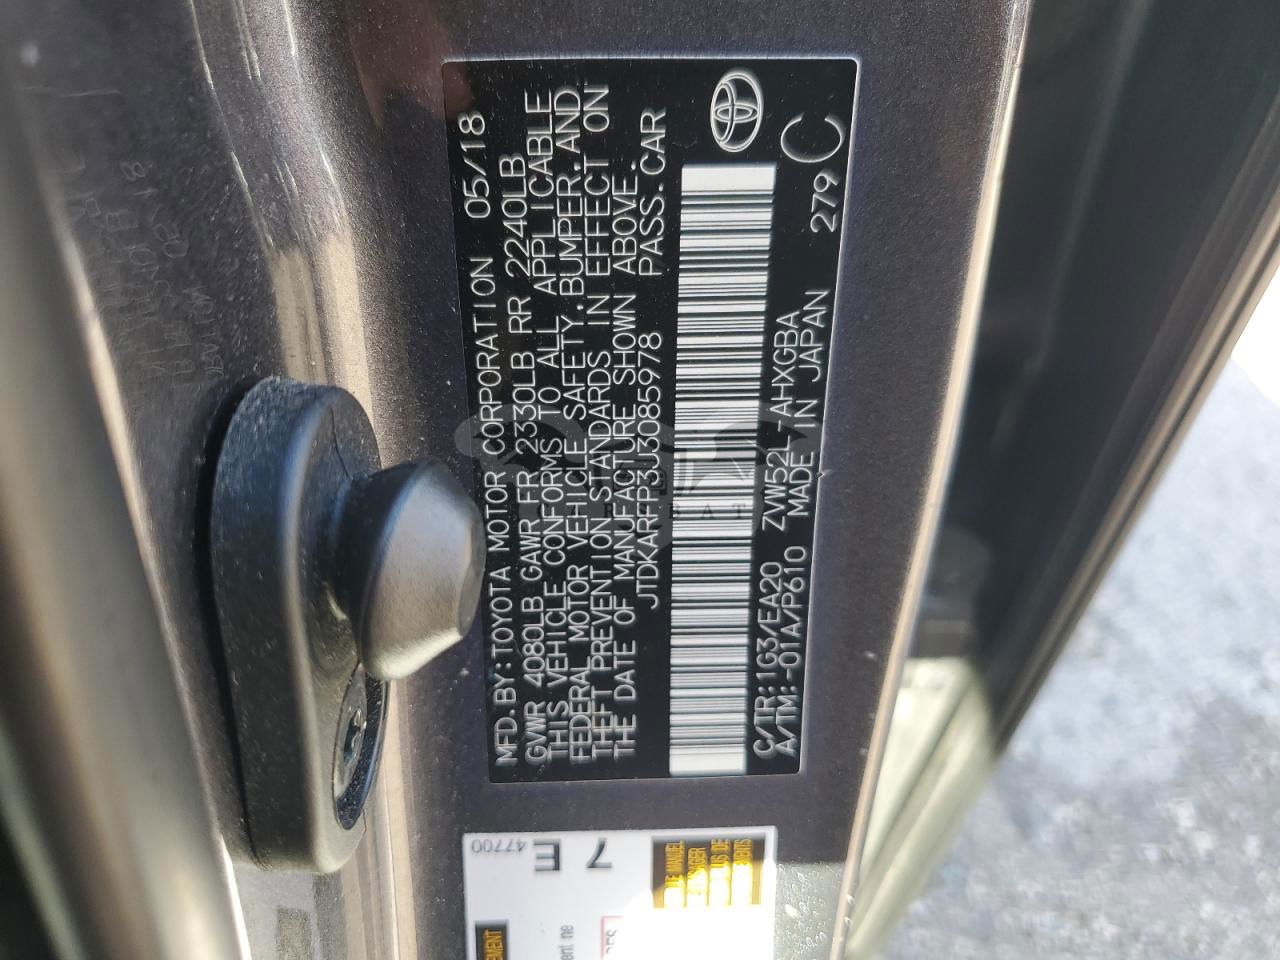 MFD.BY:TOYOTA MOTOR CORPORATION 05/18
GVWR 4080LB GAWR FR 2330LB RR 2240LB
THIS VEHICLE CONFORMS TO ALL APPLICABLE
FEDERAL MOTOR VEHICLE SAFETY,BUMPER,AND
THEFT PREVENTION STANDARDS IN EFFECT ON
THE DATE OF MANUFACTURE SHOWN ABOVE.
JTDKARFP3J3085978 PASS.CAR
C/TR:1G3/EA20 ZVW52L-AHXGBA
A/TM:-01A/P610 MADE IN JAPAN 279 C
47700
E
7